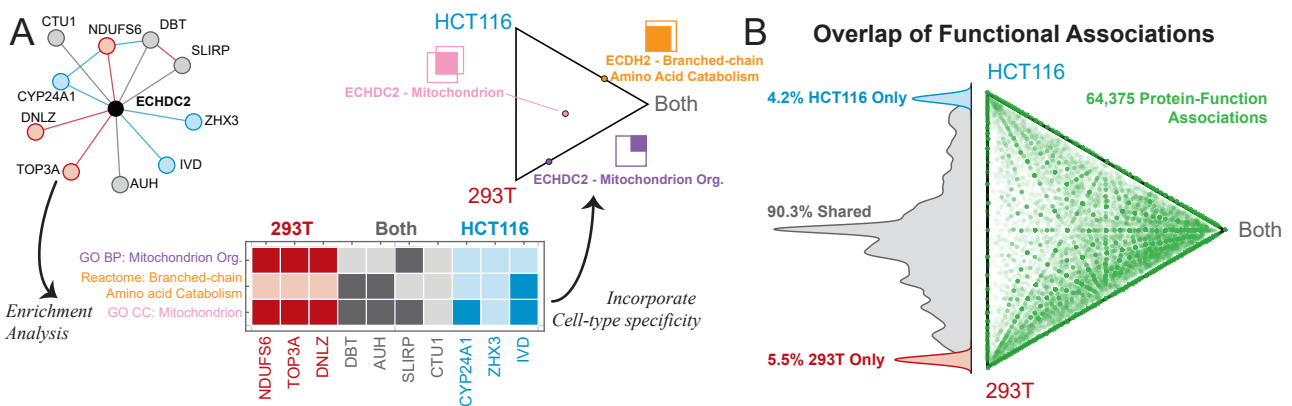 A
CTU1
NDUFS6
DBT
SLIRP
CYP24A1
ECHDC2
DNLZ
ZHX3
TOP3A
IVD
AUH
Enrichment
Analysis
HCT116
ECDH2 - Branched-chain
Amino Acid Catabolism
ECHDC2 - Mitochondrion
Both
ECHDC2 - Mitochondrion Org.
293T
293T Both HCT116
GO BP: Mitochondrion Org.
Reactome: Branched-chain
Amino acid Catabolism
GO CC: Mitochondrion
NDUFS6
TOP3A
DNLZ
DBT
AUH
SLIRP
CTU1
CYP24A1
ZHX3
IVD
Incorporate
Cell-type specificity
B
Overlap of Functional Associations
HCT116
4.2% HCT116 Only
64,375 Protein-Function
Associations
90.3% Shared
Both
5.5% 293T Only
293T